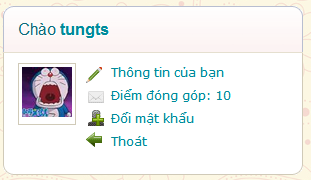 Chào tungts
Thông tin của bạn
Điểm đóng góp: 10
Đổi mật khẩu
Thoát